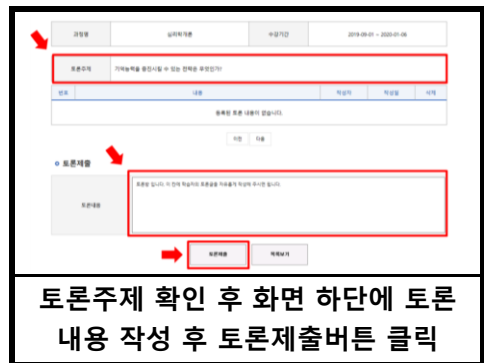 과정명 심리학개론 수강기간 2019-09-01 ~ 2020-01-06
토론주제 기억능력을 증진시킬 수 있는 전략은 무엇인가?
번호 내용 작성자 작성일 삭제
등록된 토론 내용이 없습니다.
이전 다음
토론제출
토론방 입니다. 이 안에 학습자의 토론글을 자유롭게 작성해 주시면 됩니다.
토론내용
토론제출 목록보기
토론주제 확인 후 화면 하단에 토론
내용 작성 후 토론제출버튼 클릭